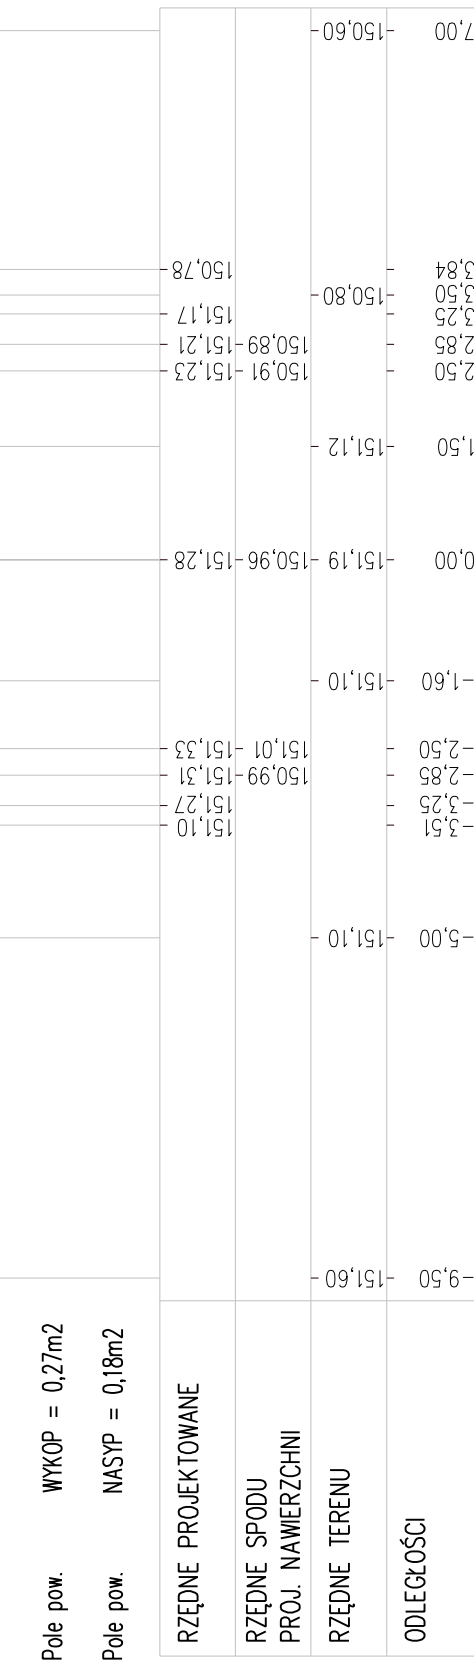 Pole pow. WYKOP = 0,27m2
Pole pow. NASYP = 0,18m2
RZĘDNE PROJEKTOWANE 151,10 151,27 151,31 151,33 151,28 151,23 151,21 151,17 150,78
RZĘDNE SPODU
PROJ. NAWIERZCHNI 150,99 151,01 150,96 150,91 150,89
RZĘDNE TERENU 151,60 151,10 151,10 151,19 151,12 150,80 150,60
ODLEGŁOŚCI -9,50 -5,00 -3,51 -3,25 -2,85 -2,50 -1,60 0,00 1,50 2,50 2,85 3,25 3,50 3,84 7,00